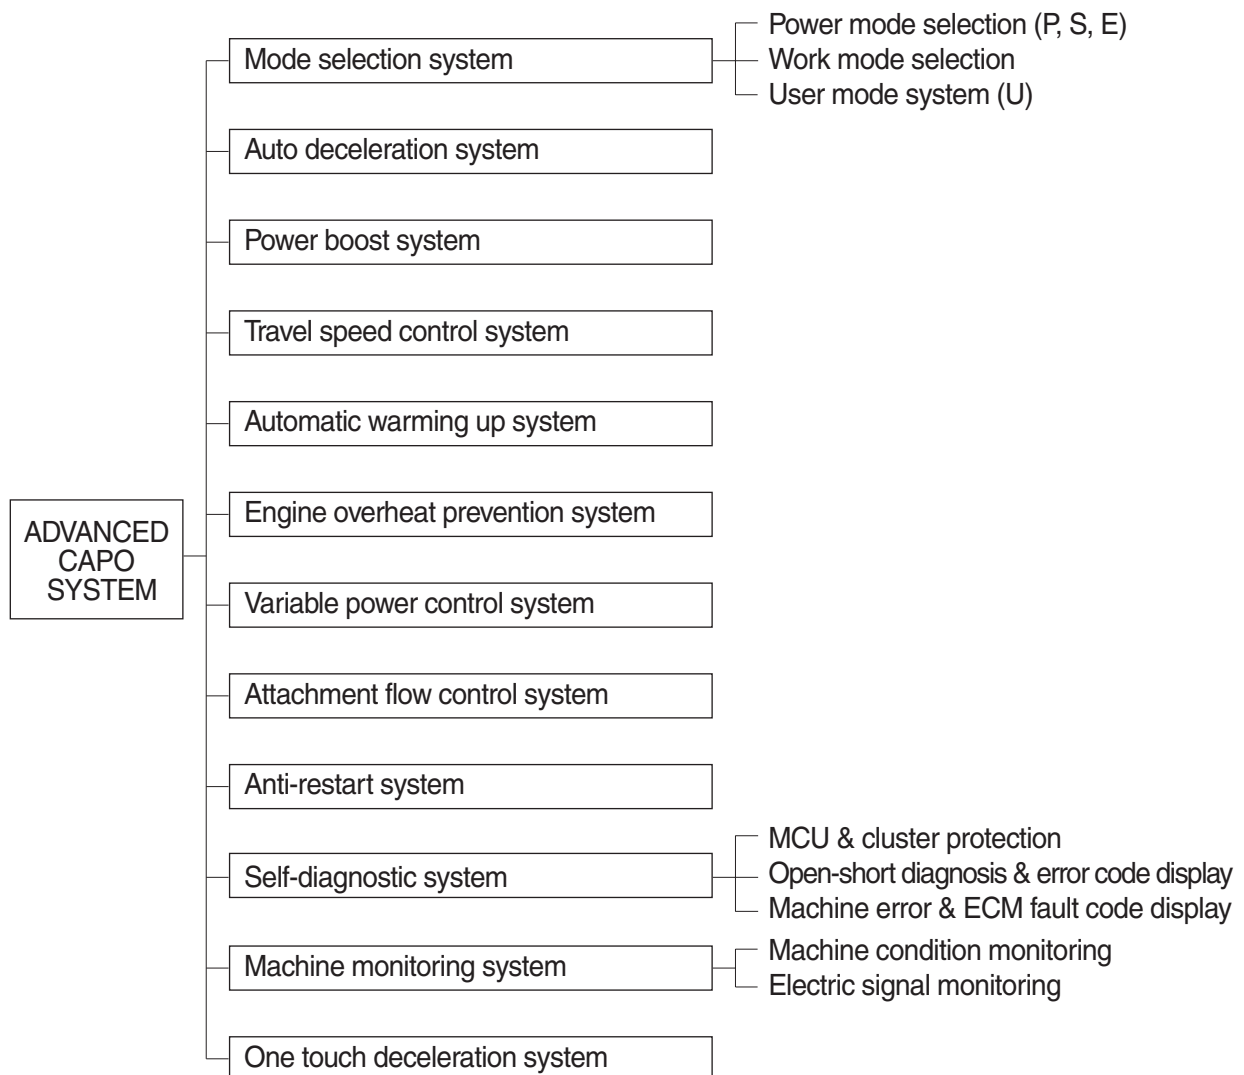 Power mode selection (P, S, E)
Mode selection system
Work mode selection
User mode system (U)
Auto deceleration system
Power boost system
Travel speed control system
Automatic warming up system
Engine overheat prevention system
ADVANCED
CAPO
SYSTEM
Variable power control system
Attachment flow control system
Anti-restart system
MCU & cluster protection
Self-diagnostic system
Open-short diagnosis & error code display
Machine error & ECM fault code display
Machine condition monitoring
Machine monitoring system
Electric signal monitoring
One touch deceleration system